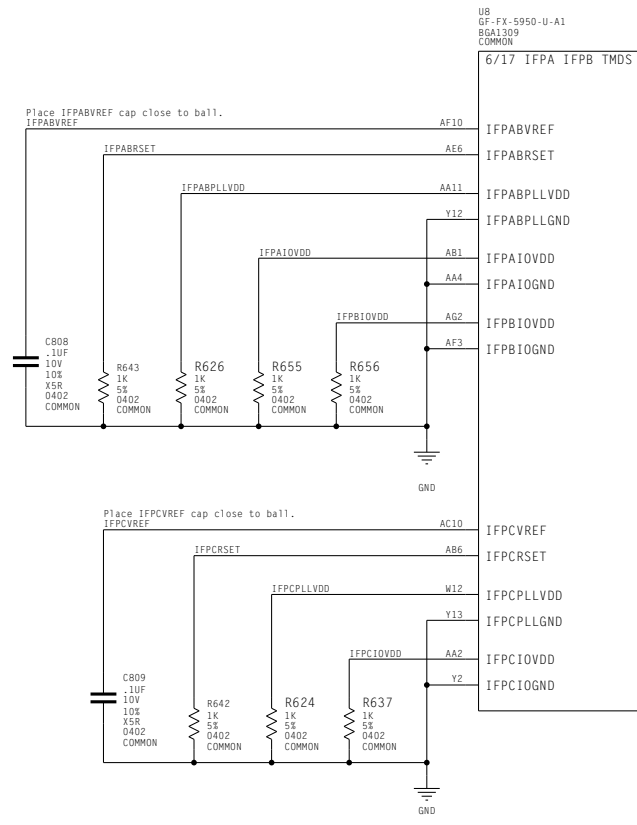 U8
GF-FX-5950-U-A1
BGA1309
COMMON
6/17 IFPA IFPB TMDS
Place IFPABVREF cap close to ball.
IFPABVREF
AF10
IFPABVREF
IFPABRSET
AE6
IFPABRSET
IFPABPLLVDD
AA11
IFPABPLLVDD
Y12
IFPABPLLGND
IFPAIOVDD
AB1
IFPAIOVDD
AA4
IFPAIOGND
IFPBIOVDD
AG2
IFPBIOVDD
AF3
IFPBIOGND
C808
.1UF
10V
10%
X5R
0402
COMMON
R643
1K
5%
0402
COMMON
R626
1K
5%
0402
COMMON
R655
1K
5%
0402
COMMON
R656
1K
5%
0402
COMMON
GND
Place IFPCVREF cap close to ball.
IFPCVREF
AC10
IFPCVREF
IFPCRSET
AB6
IFPCRSET
IFPCPLLVDD
W12
IFPCPLLVDD
Y13
IFPCPLLGND
IFPCIOVDD
AA2
IFPCIOVDD
Y2
IFPCIOGND
C809
.1UF
10V
10%
X5R
0402
COMMON
R642
1K
5%
0402
COMMON
R624
1K
5%
0402
COMMON
R637
1K
5%
0402
COMMON
GND